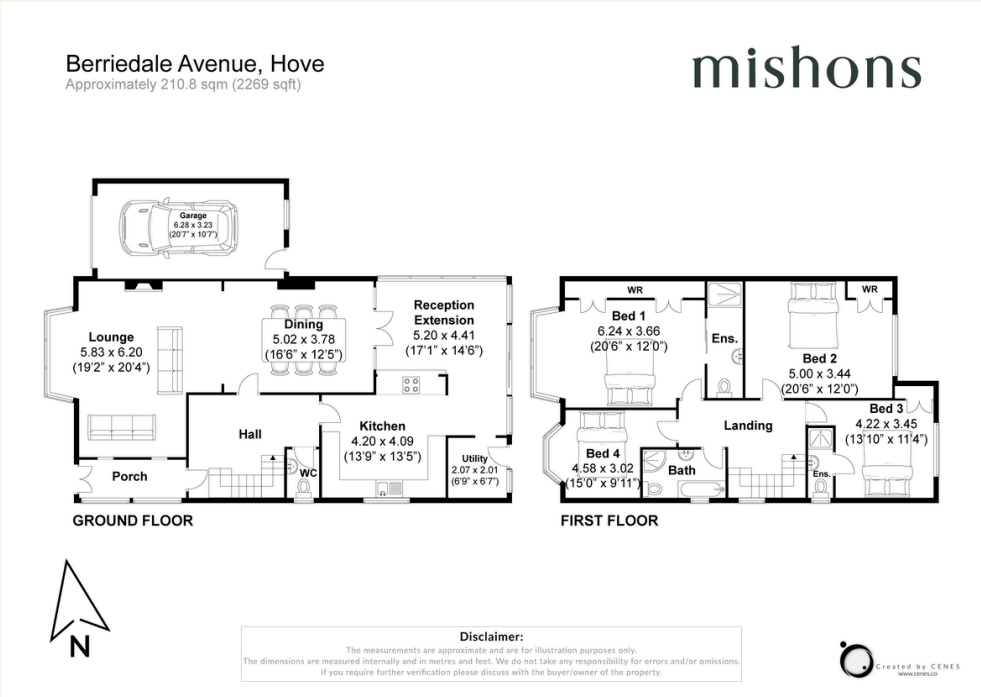 Berriedale Avenue, Hove
Approximately 210.8 sqm (2269 sqft)
mishons
Garage
6.28 x 3.23
(20'7" x 10'7")
Lounge
5.83 x 6.20
(19'2" x 20'4")
Dining
5.02 x 3.78
(16'6" x 12'5")
Reception
Extension
5.20 x 4.41
(17'1" x 14'6")
Hall
Kitchen
4.20 x 4.09
(13'9" x 13'5")
Utility
2.07 x 2.01
(6'9" x 6'7")
WC
Porch
GROUND FLOOR
WR
WR
Bed 1
6.24 x 3.66
(20'6" x 12'0")
Ens.
Bed 2
5.00 x 3.44
(20'6" x 12'0")
Bed 3
4.22 x 3.45
(13'10" x 11'4")
Landing
Bed 4
4.58 x 3.02
(15'0" x 9'11")
Bath
Ens.
FIRST FLOOR
N
Disclaimer:
The measurements are approximate and are for illustration purposes only.
The dimensions are measured internally and in metres and feet. We do not take any responsibility for errors and/or omissions.
If you require further verification please discuss with the buyer/owner of the property.
Created by CENES
www.cenes.co